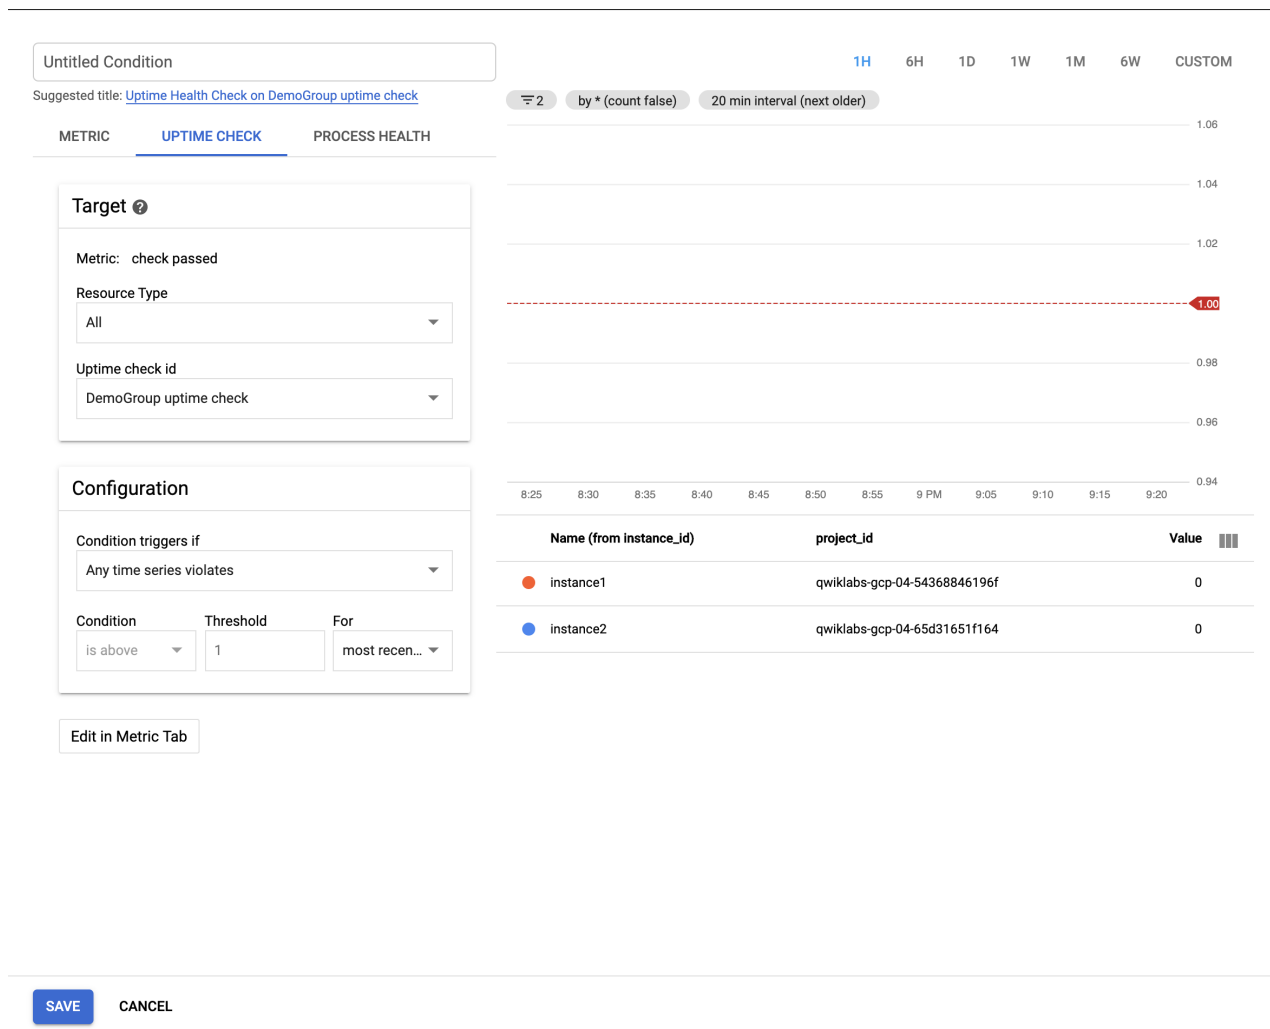 Untitled Condition
Suggested title: Uptime Health Check on DemoGroup uptime check
METRIC UPTIME CHECK PROCESS HEALTH
Target ?
Metric: check passed
Resource Type
All
Uptime check id
DemoGroup uptime check
Configuration
Condition triggers if
Any time series violates
Condition Threshold For
is above 1 most recen...
Edit in Metric Tab
1H 6H 1D 1W 1M 6W CUSTOM
2 by * (count false) 20 min interval (next older)
1.06
1.04
1.02
1.00
0.98
0.96
0.94
8:25 8:30 8:35 8:40 8:45 8:50 8:55 9 PM 9:05 9:10 9:15 9:20
Name (from instance_id) project_id Value
instance1 qwiklabs-gcp-04-54368846196f 0
instance2 qwiklabs-gcp-04-65d31651f164 0
SAVE CANCEL